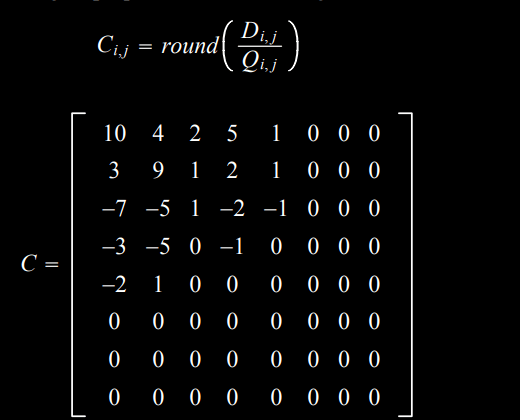 C_{i,j} = round(D_{i,j} / Q_{i,j})
10 4 2 5 1 0 0 0
3 9 1 2 1 0 0 0
–7 –5 1 –2 –1 0 0 0
–3 –5 0 –1 0 0 0 0
C =
–2 1 0 0 0 0 0 0
0 0 0 0 0 0 0 0
0 0 0 0 0 0 0 0
0 0 0 0 0 0 0 0